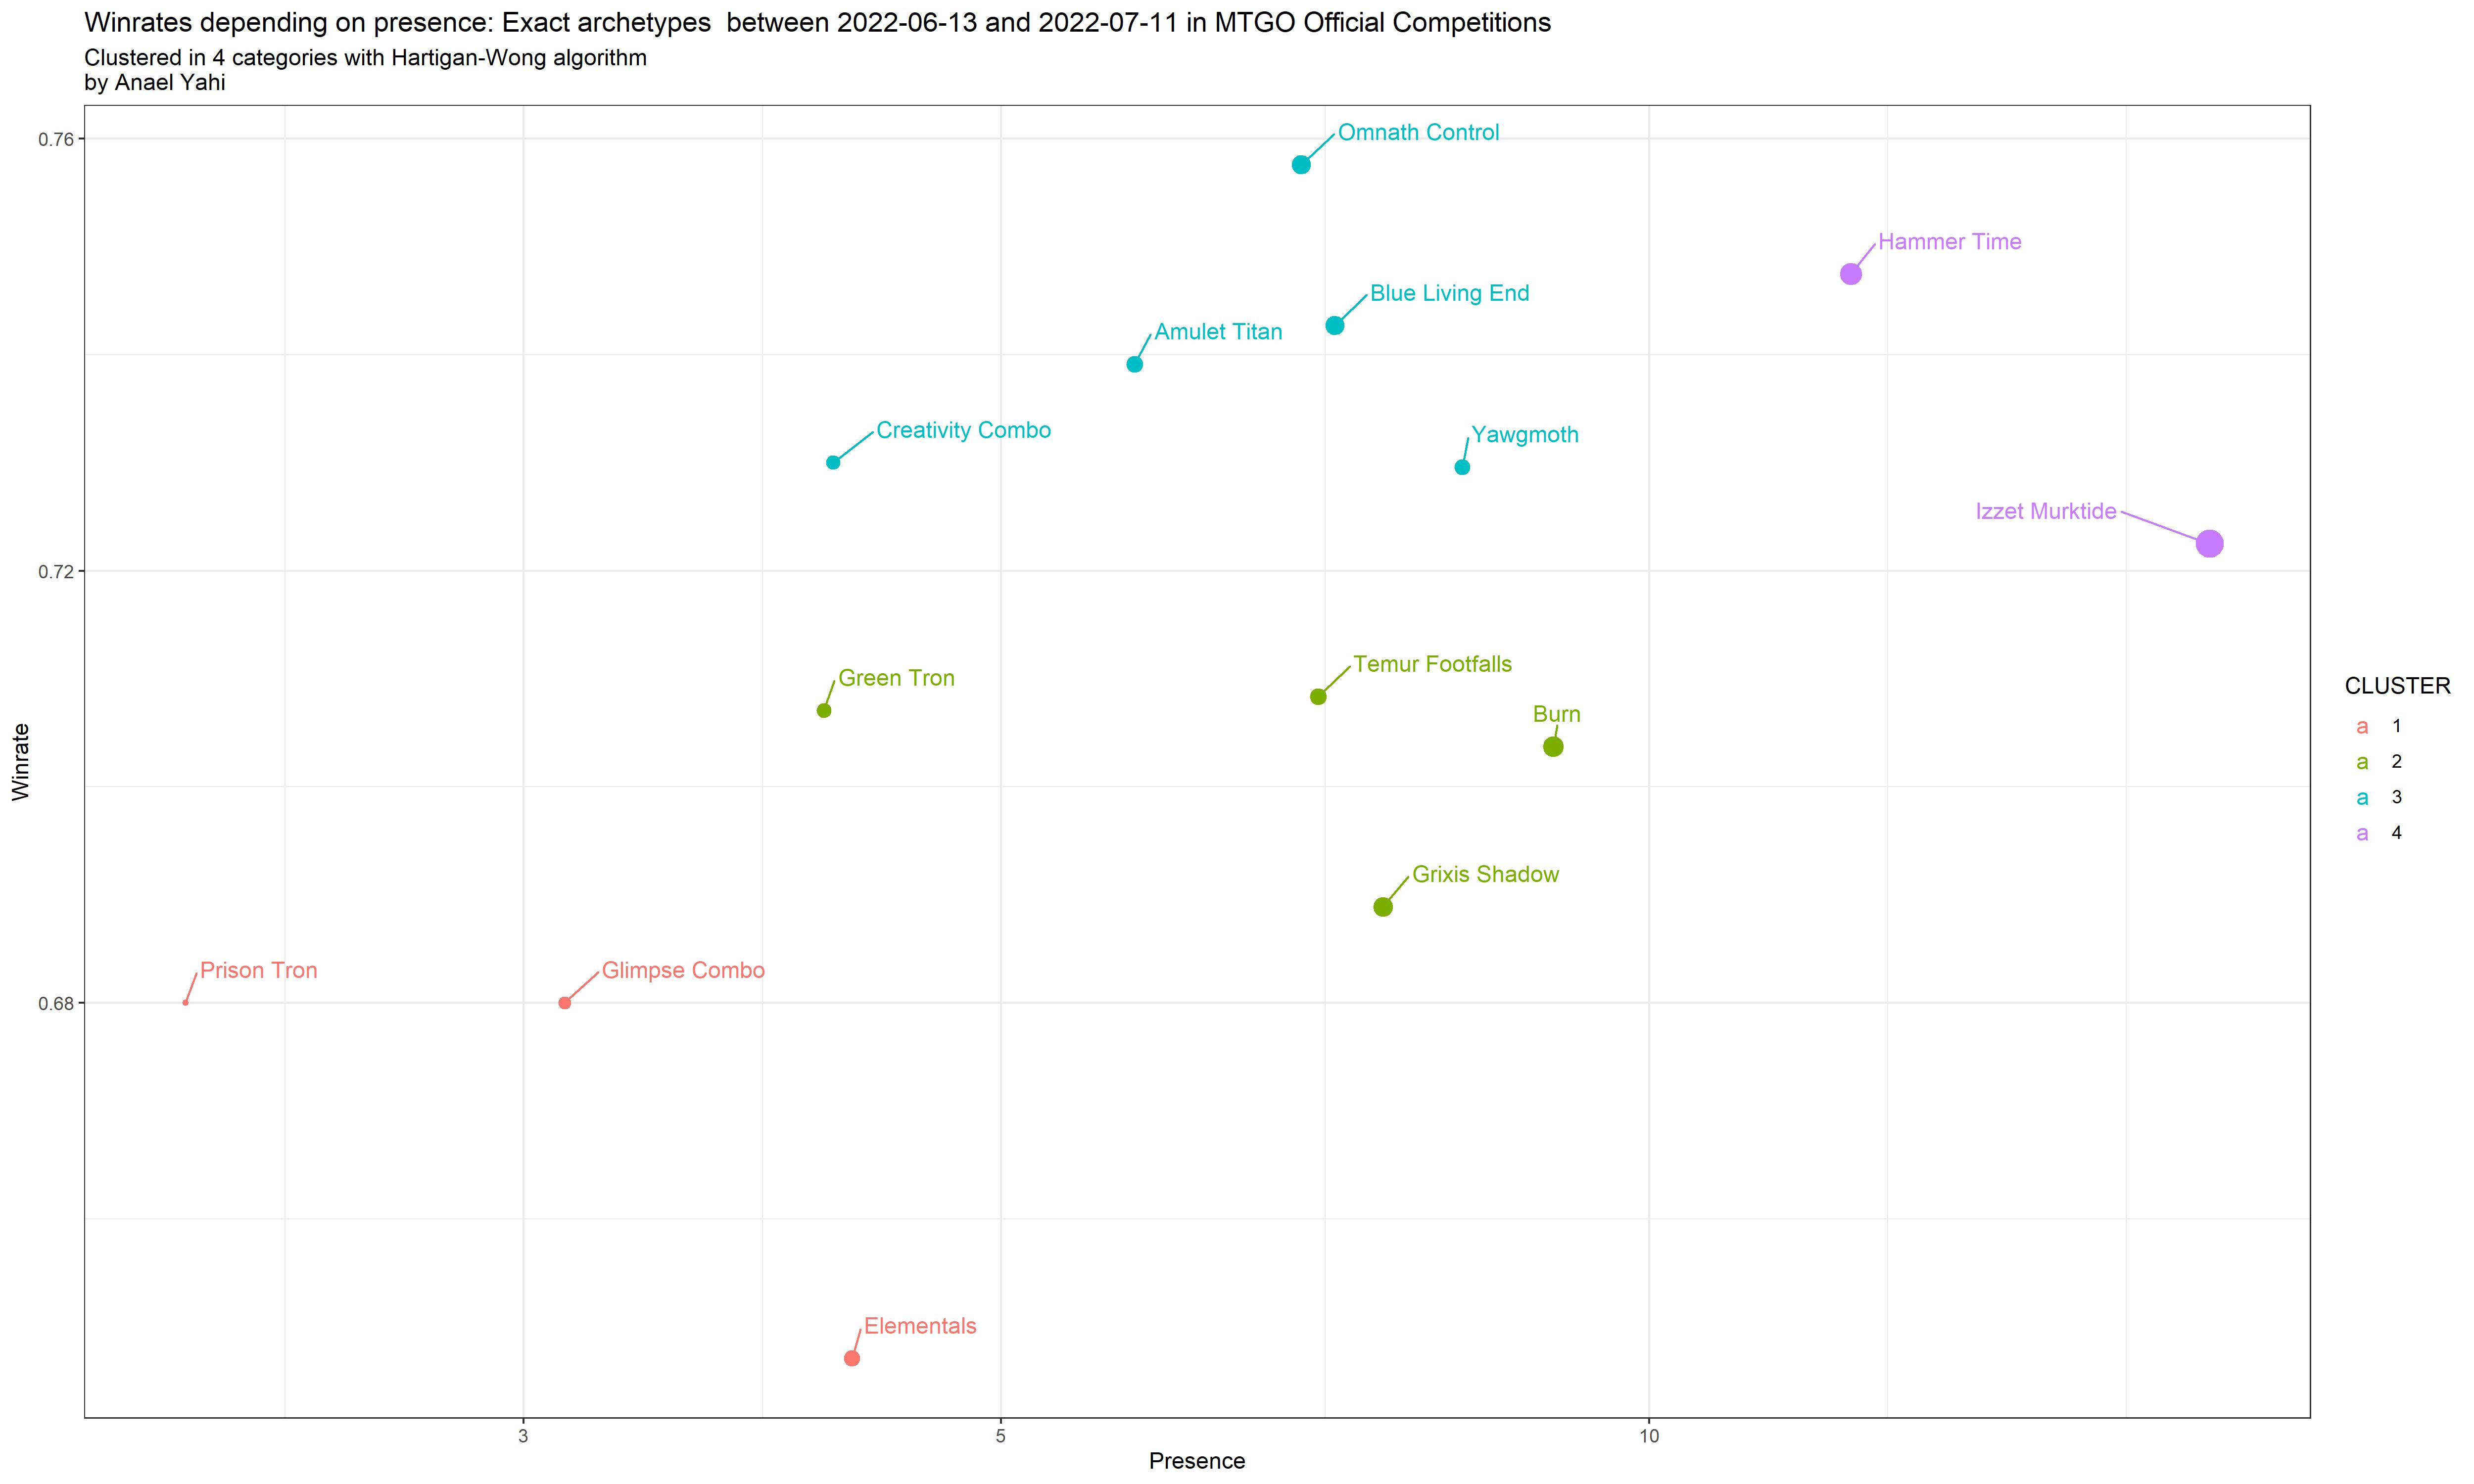 Winrates depending on presence: Exact archetypes  between 2022-06-13 and 2022-07-11 in MTGO Official Competitions
Clustered in 4 categories with Hartigan-Wong algorithm
by Anael Yahi
0.76
Omnath Control
Hammer Time
Blue Living End
Amulet Titan
Creativity Combo
Yawgmoth
Izzet Murktide
0.72
Temur Footfalls
Green Tron
Burn
Winrate
Grixis Shadow
Prison Tron
Glimpse Combo
0.68
Elementals
3
5
10
Presence
CLUSTER
a 1
a 2
a 3
a 4